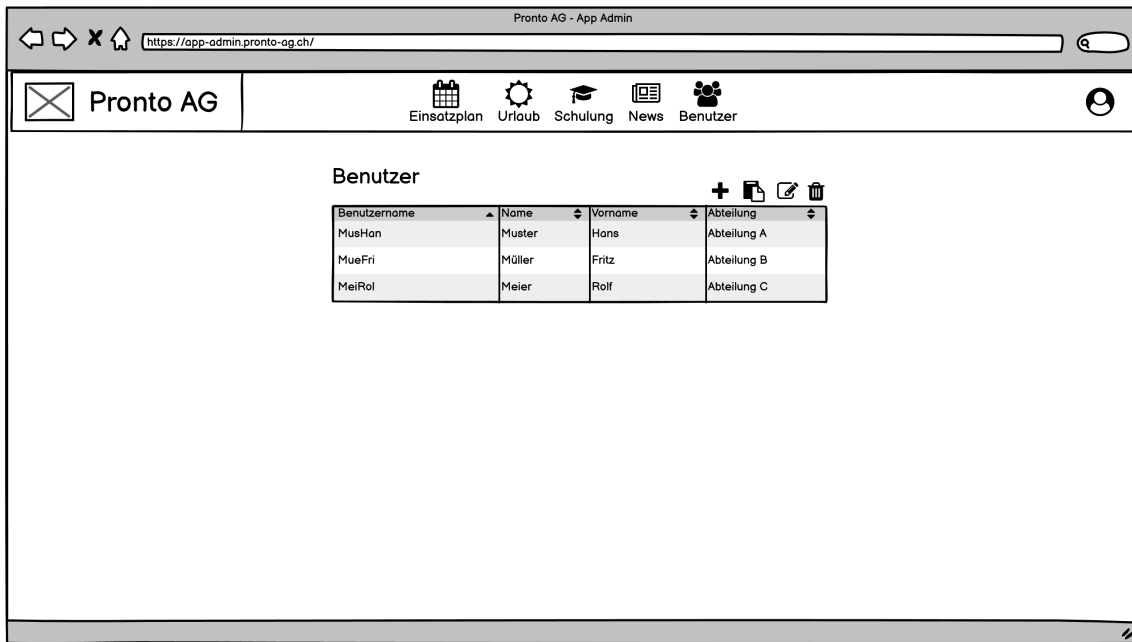 Pronto AG - App Admin
https://app-admin.pronto-ag.ch/
Pronto AG
Einsatzplan Urlaub Schulung News Benutzer
Benutzer
Benutzername Name Vorname Abteilung
MusHan Muster Hans Abteilung A
MueFri Müller Fritz Abteilung B
MeiRol Meier Rolf Abteilung C